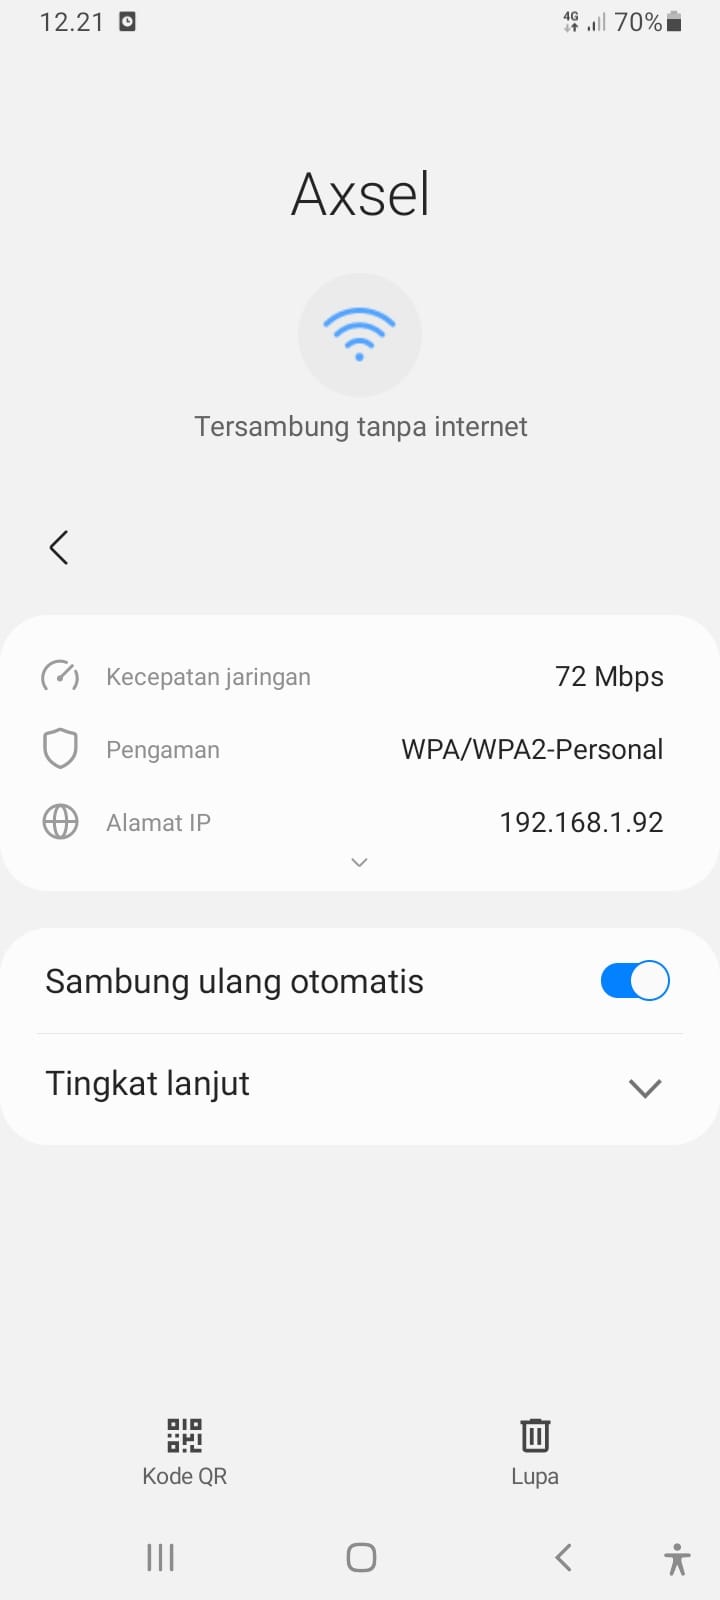 12.21
4G 70%
Axsel
Tersambung tanpa internet
Kecepatan jaringan 72 Mbps
Pengaman WPA/WPA2-Personal
Alamat IP 192.168.1.92
Sambung ulang otomatis
Tingkat lanjut
Kode QR Lupa